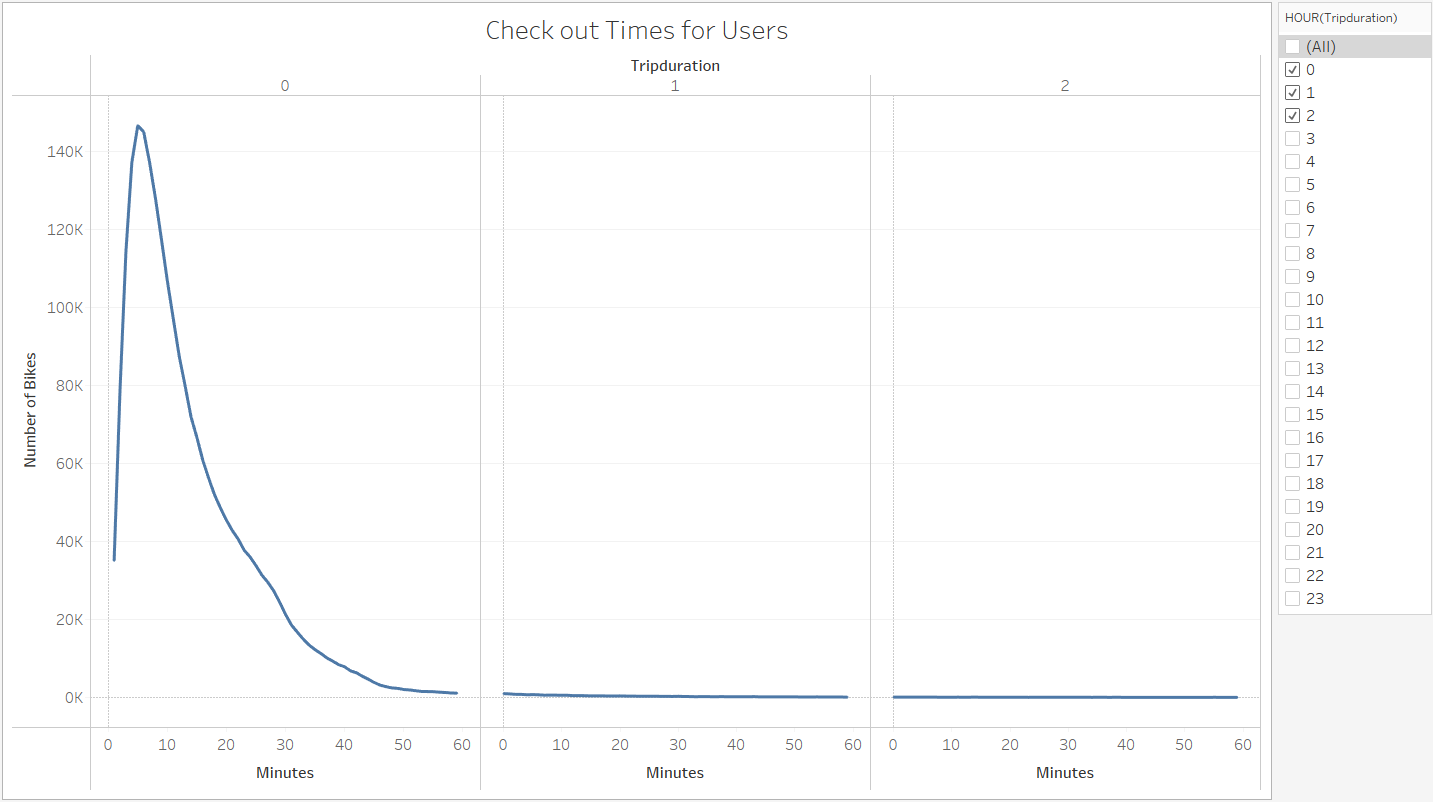 Check out Times for Users
Tripduration
0 1 2
140K
120K
100K
80K
60K
40K
20K
0K
Number of Bikes
0 10 20 30 40 50 60 0 10 20 30 40 50 60 0 10 20 30 40 50 60
Minutes Minutes Minutes
HOUR(Tripduration)
(All)
0
1
2
3
4
5
6
7
8
9
10
11
12
13
14
15
16
17
18
19
20
21
22
23